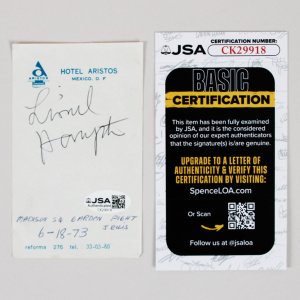 HOTEL ARISTOS
MEXICO, D. F.
ARISTOS
Lionel
Hampton
JSA
MADISON SQ GARDEN FIGHT
6-18-73
reforma 276 tel. 33-05-60
JSA
CERTIFICATION NUMBER:
CK29918
BASIC
CERTIFICATION
This item has been fully examined
by JSA, and it is the considered
opinion of our expert authenticators
that the signature(s) is/are genuine.
UPGRADE TO A LETTER OF
AUTHENTICITY & VERIFY THIS
CERTIFICATION BY VISITING:
SpenceLOA.com
Or Scan
Follow us at @jsaloa